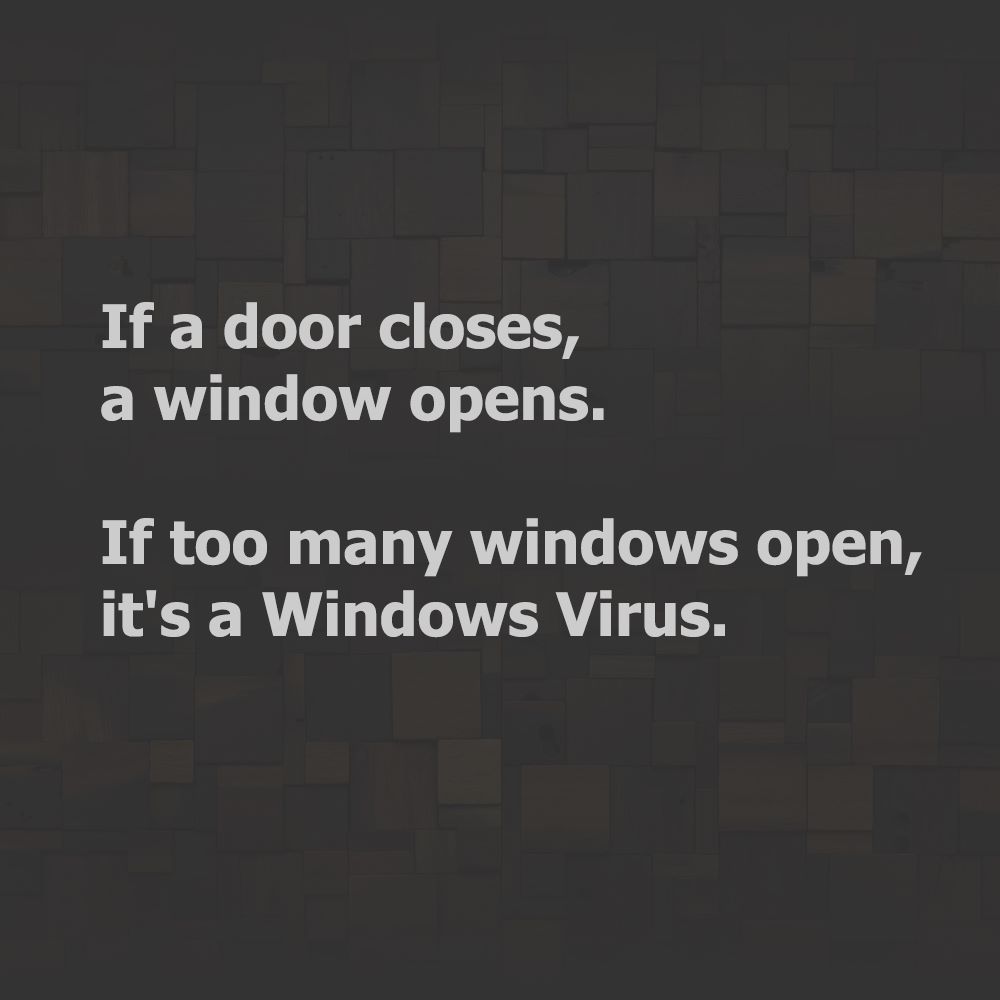 If a door closes,
a window opens.
If too many windows open,
it's a Windows Virus.